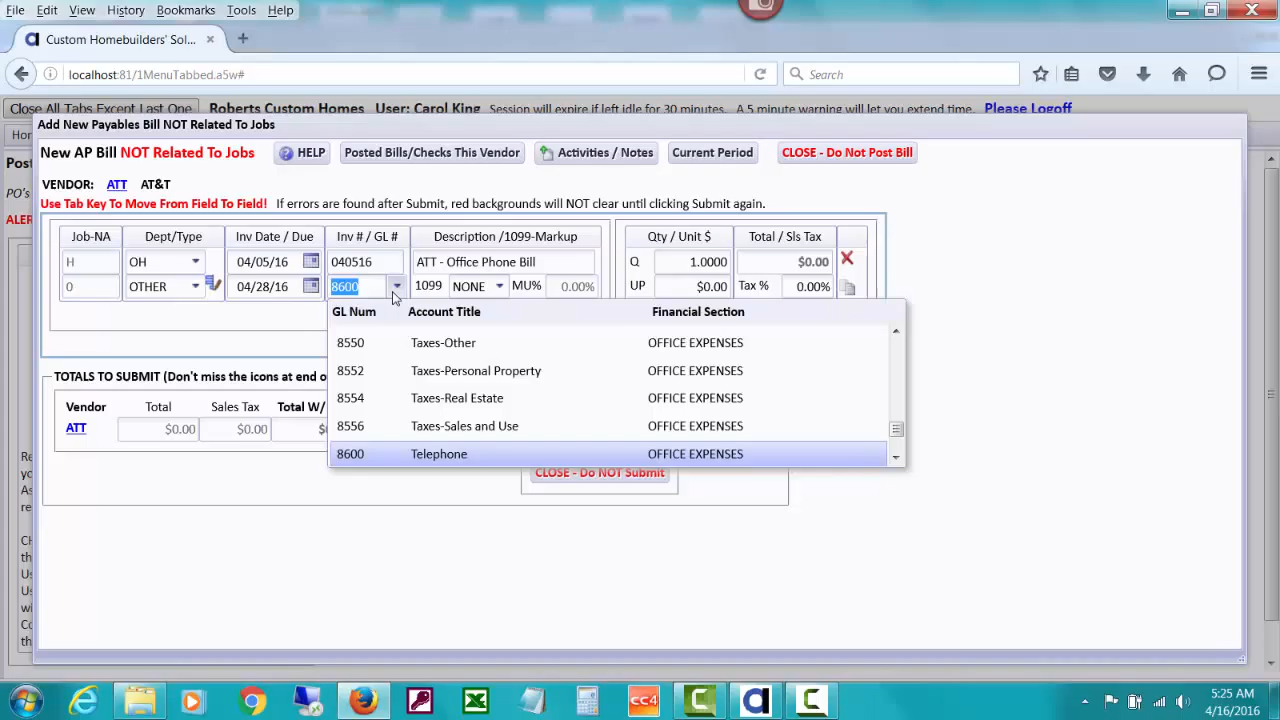 File Edit View History Bookmarks Tools Help
Custom Homebuilders' Sol... × +
localhost:81/1MenuTabbed.a5w# Search
Close All Tabs Except Last One Roberts Custom Homes User: Carol King Session will expire if left idle for 30 minutes. A 5 minute warning will let you extend time. Please Logoff
Add New Payables Bill NOT Related To Jobs
New AP Bill NOT Related To Jobs HELP Posted Bills/Checks This Vendor Activities / Notes Current Period CLOSE - Do Not Post Bill
VENDOR: ATT AT&T
Use Tab Key To Move From Field To Field! If errors are found after Submit, red backgrounds will NOT clear until clicking Submit again.
Job-NA Dept/Type Inv Date / Due Inv # / GL # Description /1099-Markup Qty / Unit $ Total / Sls Tax
H OH 04/05/16 040516 ATT - Office Phone Bill Q 1.0000 $0.00
0 OTHER 04/28/16 8600 1099 NONE MU% 0.00% UP $0.00 Tax % 0.00%
GL Num Account Title Financial Section
8550 Taxes-Other OFFICE EXPENSES
8552 Taxes-Personal Property OFFICE EXPENSES
8554 Taxes-Real Estate OFFICE EXPENSES
8556 Taxes-Sales and Use OFFICE EXPENSES
8600 Telephone OFFICE EXPENSES
TOTALS TO SUBMIT (Don't miss the icons at end o
Vendor Total Sales Tax Total W/
ATT $0.00 $0.00
CLOSE - Do NOT Submit
CC4
5:25 AM
4/16/2016